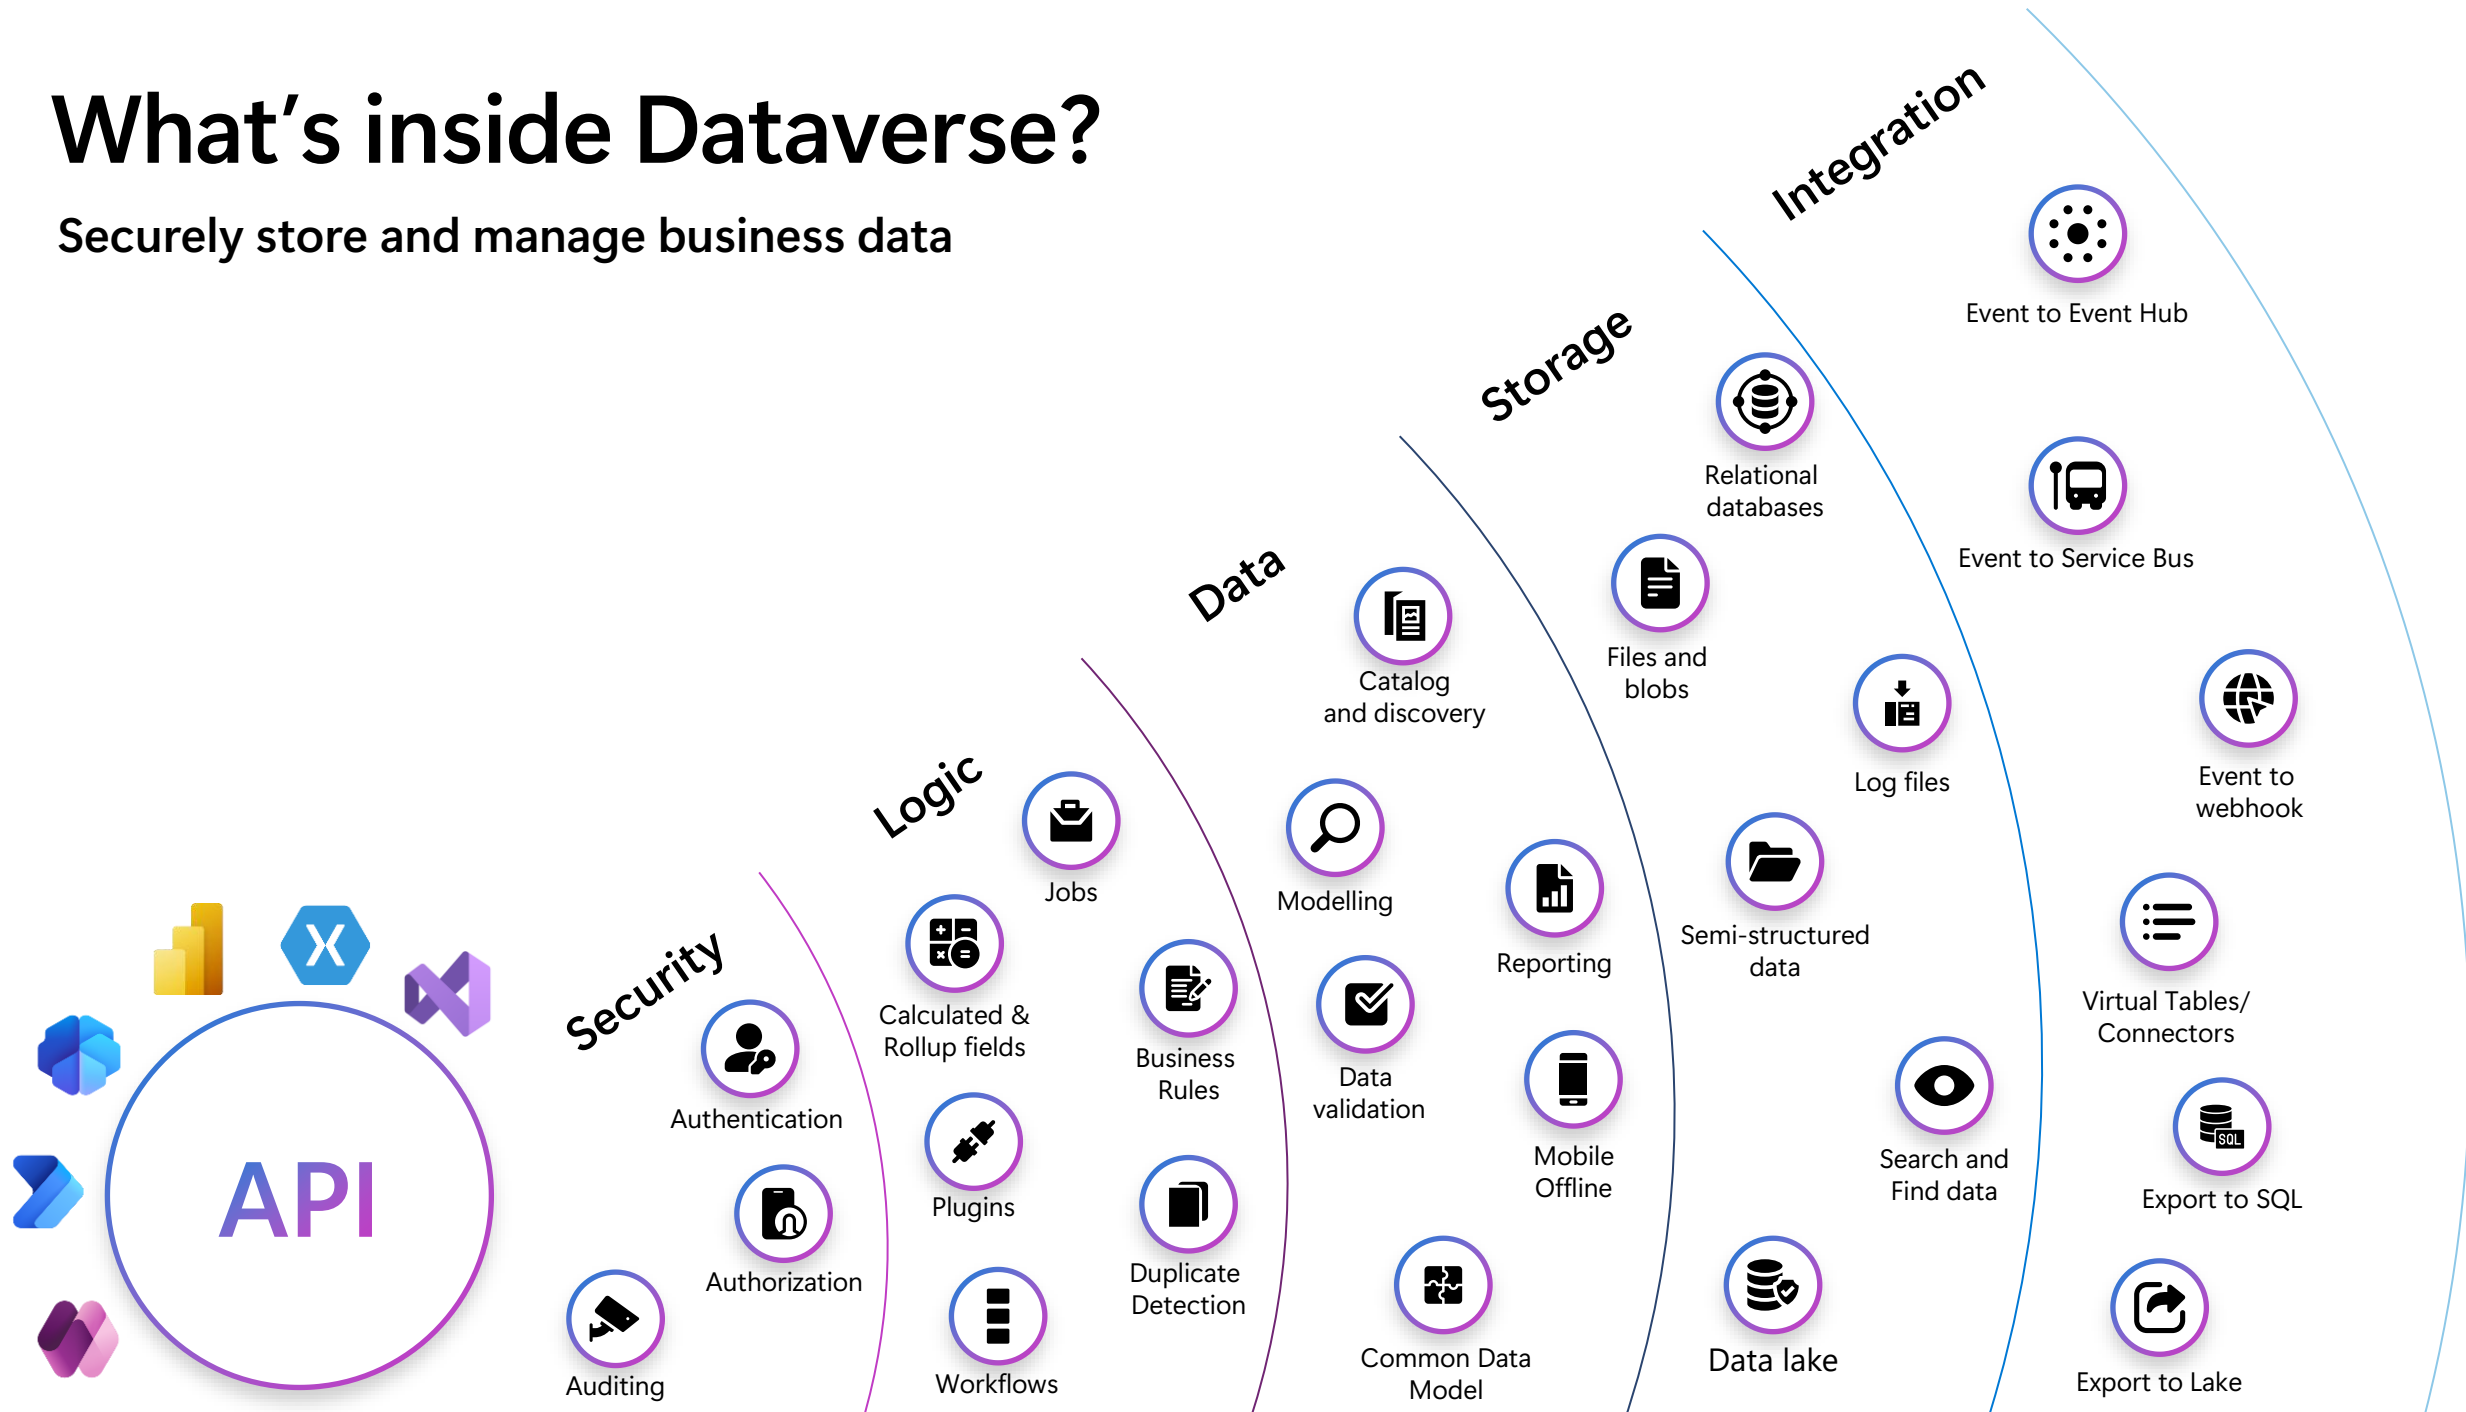 What's inside Dataverse?
Securely store and manage business data
API
Security
Authentication
Authorization
Auditing
Logic
Jobs
Calculated &
Rollup fields
Business
Rules
Plugins
Duplicate
Detection
Workflows
Data
Catalog
and discovery
Modelling
Reporting
Data
validation
Mobile
Offline
Common Data
Model
Storage
Relational
databases
Files and
blobs
Log files
Semi-structured
data
Search and
Find data
Data lake
Integration
Event to Event Hub
Event to Service Bus
Event to
webhook
Virtual Tables/
Connectors
SQL
Export to SQL
Export to Lake